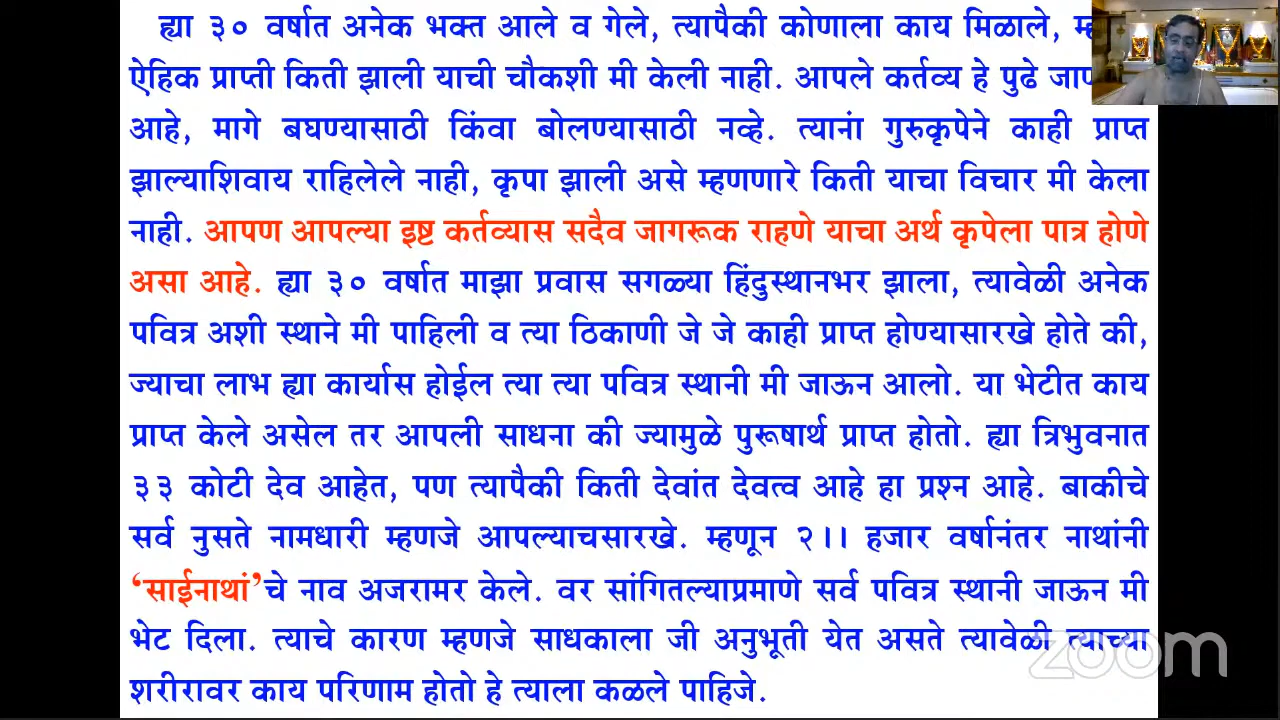 ह्या ३० वर्षात अनेक भक्त आले व गेले, त्यापैकी कोणाला काय मिळाले,
ऐहिक प्राप्ती किती झाली याची चौकशी मी केली नाही. आपले कर्तव्य हे पुढे
आहे, मागे बघण्यासाठी किंवा बोलण्यासाठी नव्हे. त्यानां गुरुकृपेने काही प्राप्त
झाल्याशिवाय राहिलेले नाही, कृपा झाली असे म्हणणारे किती याचा विचार मी केला
नाही. आपण आपल्या इष्ट कर्तव्यास सदैव जागरूक राहणे याचा अर्थ कृपेला पात्र होणे
असा आहे. ह्या ३० वर्षात माझा प्रवास सगळ्या हिंदुस्थानभर झाला, त्यावेळी अनेक
पवित्र अशी स्थाने मी पाहिली व त्या ठिकाणी जे जे काही प्राप्त होण्यासारखे होते की,
ज्याचा लाभ ह्या कार्यास होईल त्या त्या पवित्र स्थानी मी जाऊन आलो. या भेटीत काय
प्राप्त केले असेल तर आपली साधना की ज्यामुळे पुरूषार्थ प्राप्त होतो. ह्या त्रिभुवनात
३३ कोटी देव आहेत, पण त्यापैकी किती देवांत देवत्व आहे हा प्रश्न आहे. बाकीचे
सर्व नुसते नामधारी म्हणजे आपल्याचसारखे. म्हणून २।। हजार वर्षानंतर नाथांनी
‘साईनाथां’चे नाव अजरामर केले. वर सांगितल्याप्रमाणे सर्व पवित्र स्थानी जाऊन मी
भेट दिला. त्याचे कारण म्हणजे साधकाला जी अनुभूती येत असते त्यावेळी त्याच्या
शरीरावर काय परिणाम होतो हे त्याला कळले पाहिजे.
zoom